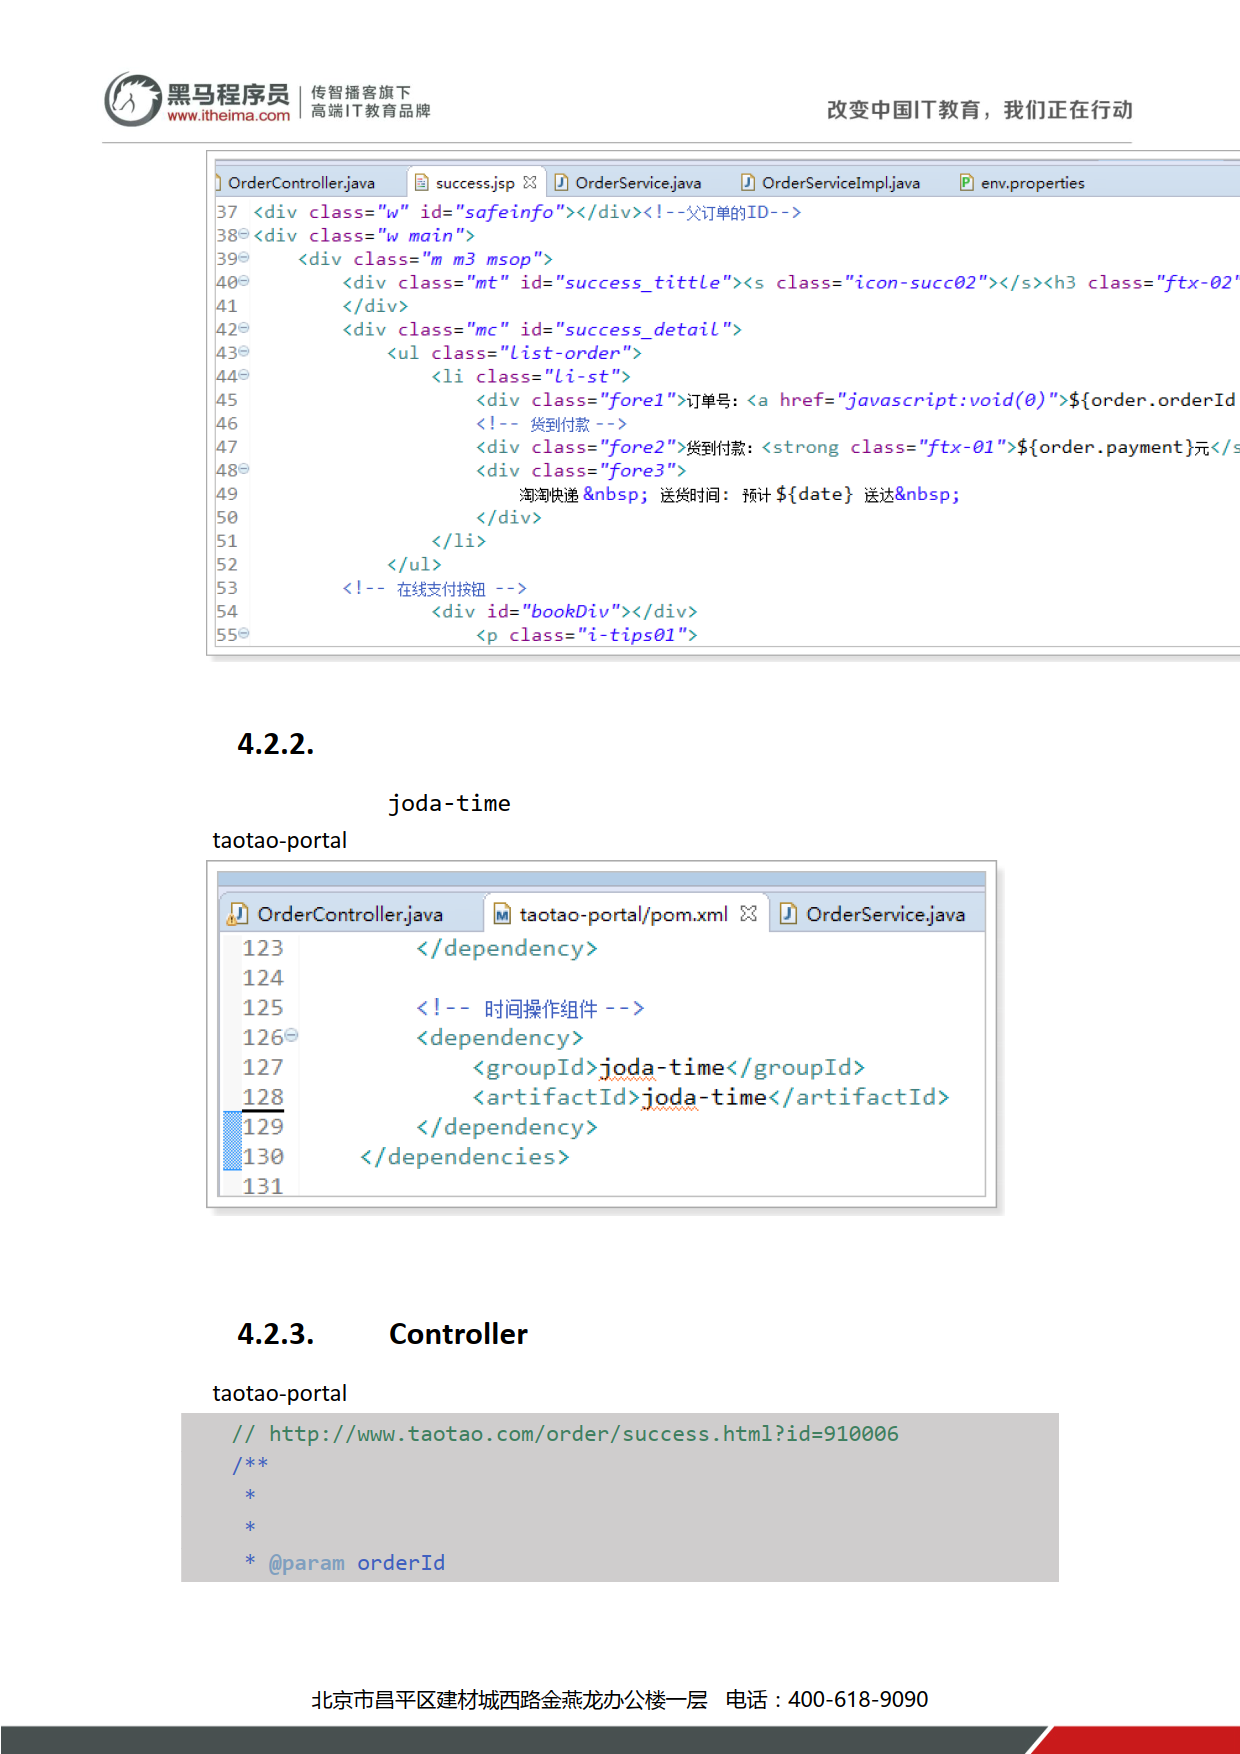 黑马程序员
www.itheima.com
传智播客旗下
高端IT教育品牌
改变中国IT教育，我们正在行动
OrderController.java success.jsp OrderService.java OrderServiceImpl.java env.properties
37 <div class="w" id="safeinfo"></div><!--父订单的ID-->
38 <div class="w main">
39 <div class="m m3 msop">
40 <div class="mt" id="success_tittle"><s class="icon-succ02"></s><h3 class="ftx-02"
41 </div>
42 <div class="mc" id="success_detail">
43 <ul class="list-order">
44 <li class="li-st">
45 <div class="fore1">订单号：<a href="javascript:void(0)">${order.orderId
46 <!-- 货到付款 -->
47 <div class="fore2">货到付款：<strong class="ftx-01">${order.payment}元</s
48 <div class="fore3">
49 淘淘快递&nbsp; 送货时间: 预计${date} 送达&nbsp;
50 </div>
51 </li>
52 </ul>
53 <!-- 在线支付按钮 -->
54 <div id="bookDiv"></div>
55 <p class="i-tips01">
4.2.2.
joda-time
taotao-portal
OrderController.java taotao-portal/pom.xml OrderService.java
123 </dependency>
124
125 <!-- 时间操作组件 -->
126 <dependency>
127 <groupId>joda-time</groupId>
128 <artifactId>joda-time</artifactId>
129 </dependency>
130 </dependencies>
131
4.2.3. Controller
taotao-portal
// http://www.taotao.com/order/success.html?id=910006
/**
*
*
* @param orderId
北京市昌平区建材城西路金燕龙办公楼一层 电话：400-618-9090